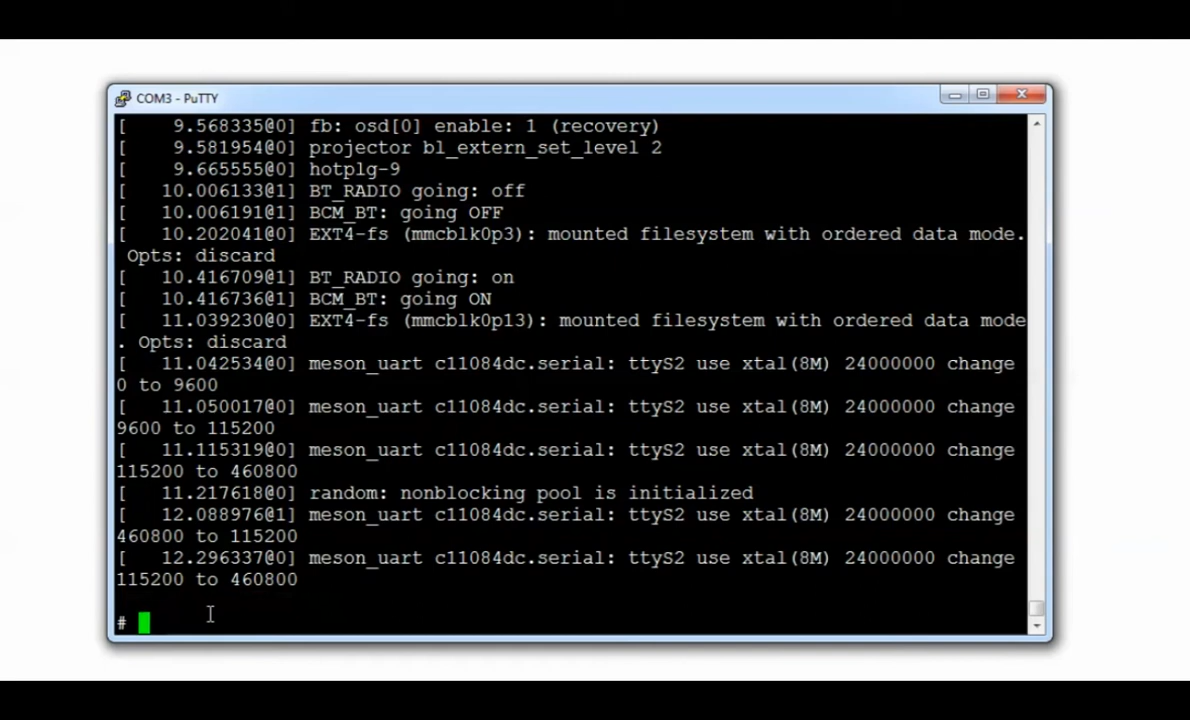 COM3 - PuTTY
[    9.568335@0] fb: osd[0] enable: 1 (recovery)
[    9.581954@0] projector bl_extern_set_level 2
[    9.665555@0] hotplg-9
[   10.006133@1] BT_RADIO going: off
[   10.006191@1] BCM_BT: going OFF
[   10.202041@0] EXT4-fs (mmcblk0p3): mounted filesystem with ordered data mode.
 Opts: discard
[   10.416709@1] BT_RADIO going: on
[   10.416736@1] BCM_BT: going ON
[   11.039230@0] EXT4-fs (mmcblk0p13): mounted filesystem with ordered data mode
. Opts: discard
[   11.042534@0] meson_uart c11084dc.serial: ttyS2 use xtal(8M) 24000000 change
0 to 9600
[   11.050017@0] meson_uart c11084dc.serial: ttyS2 use xtal(8M) 24000000 change
9600 to 115200
[   11.115319@0] meson_uart c11084dc.serial: ttyS2 use xtal(8M) 24000000 change
115200 to 460800
[   11.217618@0] random: nonblocking pool is initialized
[   12.088976@1] meson_uart c11084dc.serial: ttyS2 use xtal(8M) 24000000 change
460800 to 115200
[   12.296337@0] meson_uart c11084dc.serial: ttyS2 use xtal(8M) 24000000 change
115200 to 460800
#